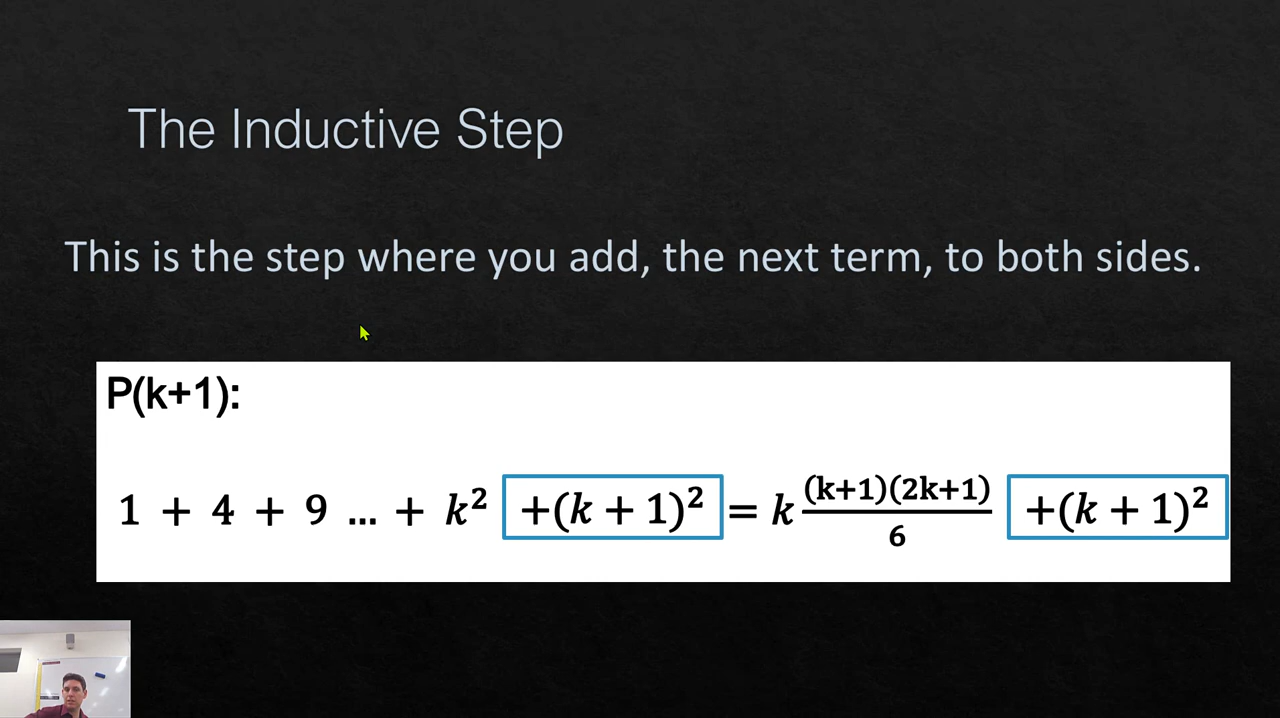 The Inductive Step
This is the step where you add, the next term, to both sides.
P(k+1):
1 + 4 + 9 ... + k² +(k + 1)² = k (k+1)(2k+1)/6 +(k + 1)²